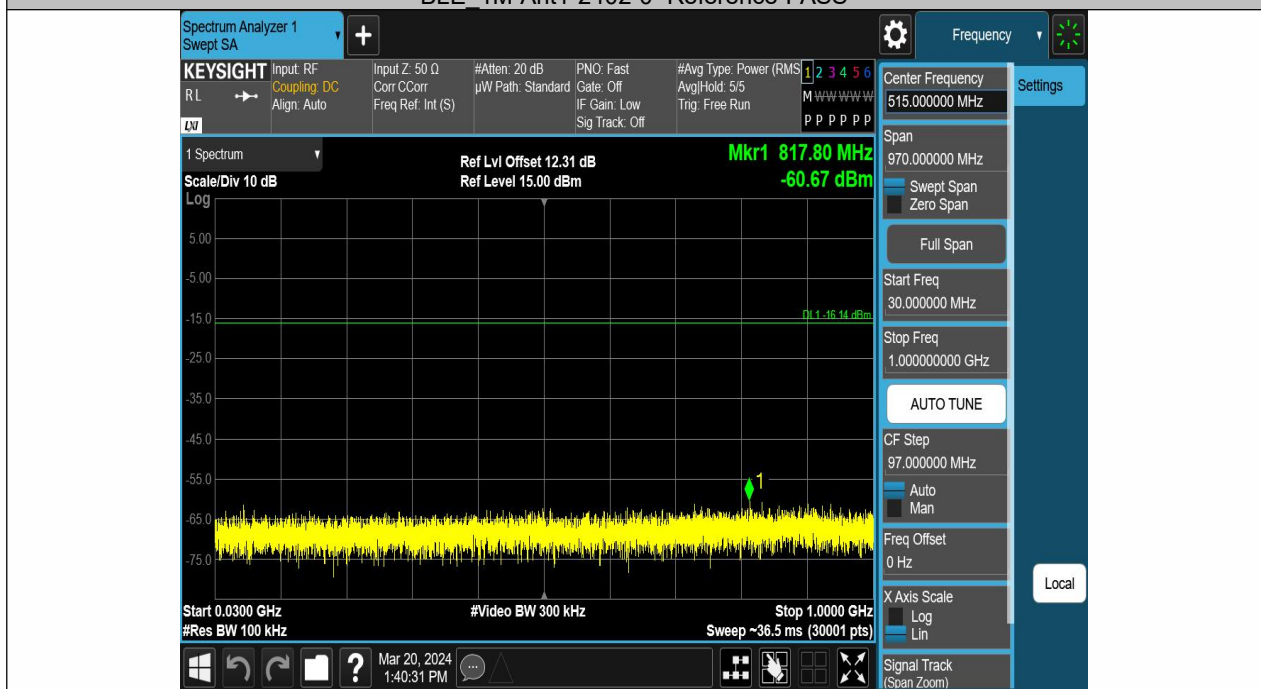 Spectrum Analyzer 1
Swept SA
Frequency
KEYSIGHT
RL
LXI
Input: RF
Coupling: DC
Align: Auto
Input Z: 50 Ω
Corr CCorr
Freq Ref: Int (S)
#Atten: 20 dB
µW Path: Standard
PNO: Fast
Gate: Off
IF Gain: Low
Sig Track: Off
#Avg Type: Power (RMS
Avg|Hold: 5/5
Trig: Free Run
1 2 3 4 5 6
M W W W W W
P P P P P P
1 Spectrum
Scale/Div 10 dB
Log
Ref Lvl Offset 12.31 dB
Ref Level 15.00 dBm
Mkr1 817.80 MHz
-60.67 dBm
5.00
-5.00
-15.0
DL1 -16.14 dBm
-25.0
-35.0
-45.0
-55.0
1
-65.0
-75.0
Start 0.0300 GHz
#Video BW 300 kHz
Stop 1.0000 GHz
#Res BW 100 kHz
Sweep ~36.5 ms (30001 pts)
?
Mar 20, 2024
1:40:31 PM
Center Frequency
515.000000 MHz
Settings
Span
970.000000 MHz
Swept Span
Zero Span
Full Span
Start Freq
30.000000 MHz
Stop Freq
1.000000000 GHz
AUTO TUNE
CF Step
97.000000 MHz
Auto
Man
Freq Offset
0 Hz
Local
X Axis Scale
Log
Lin
Signal Track
(Span Zoom)